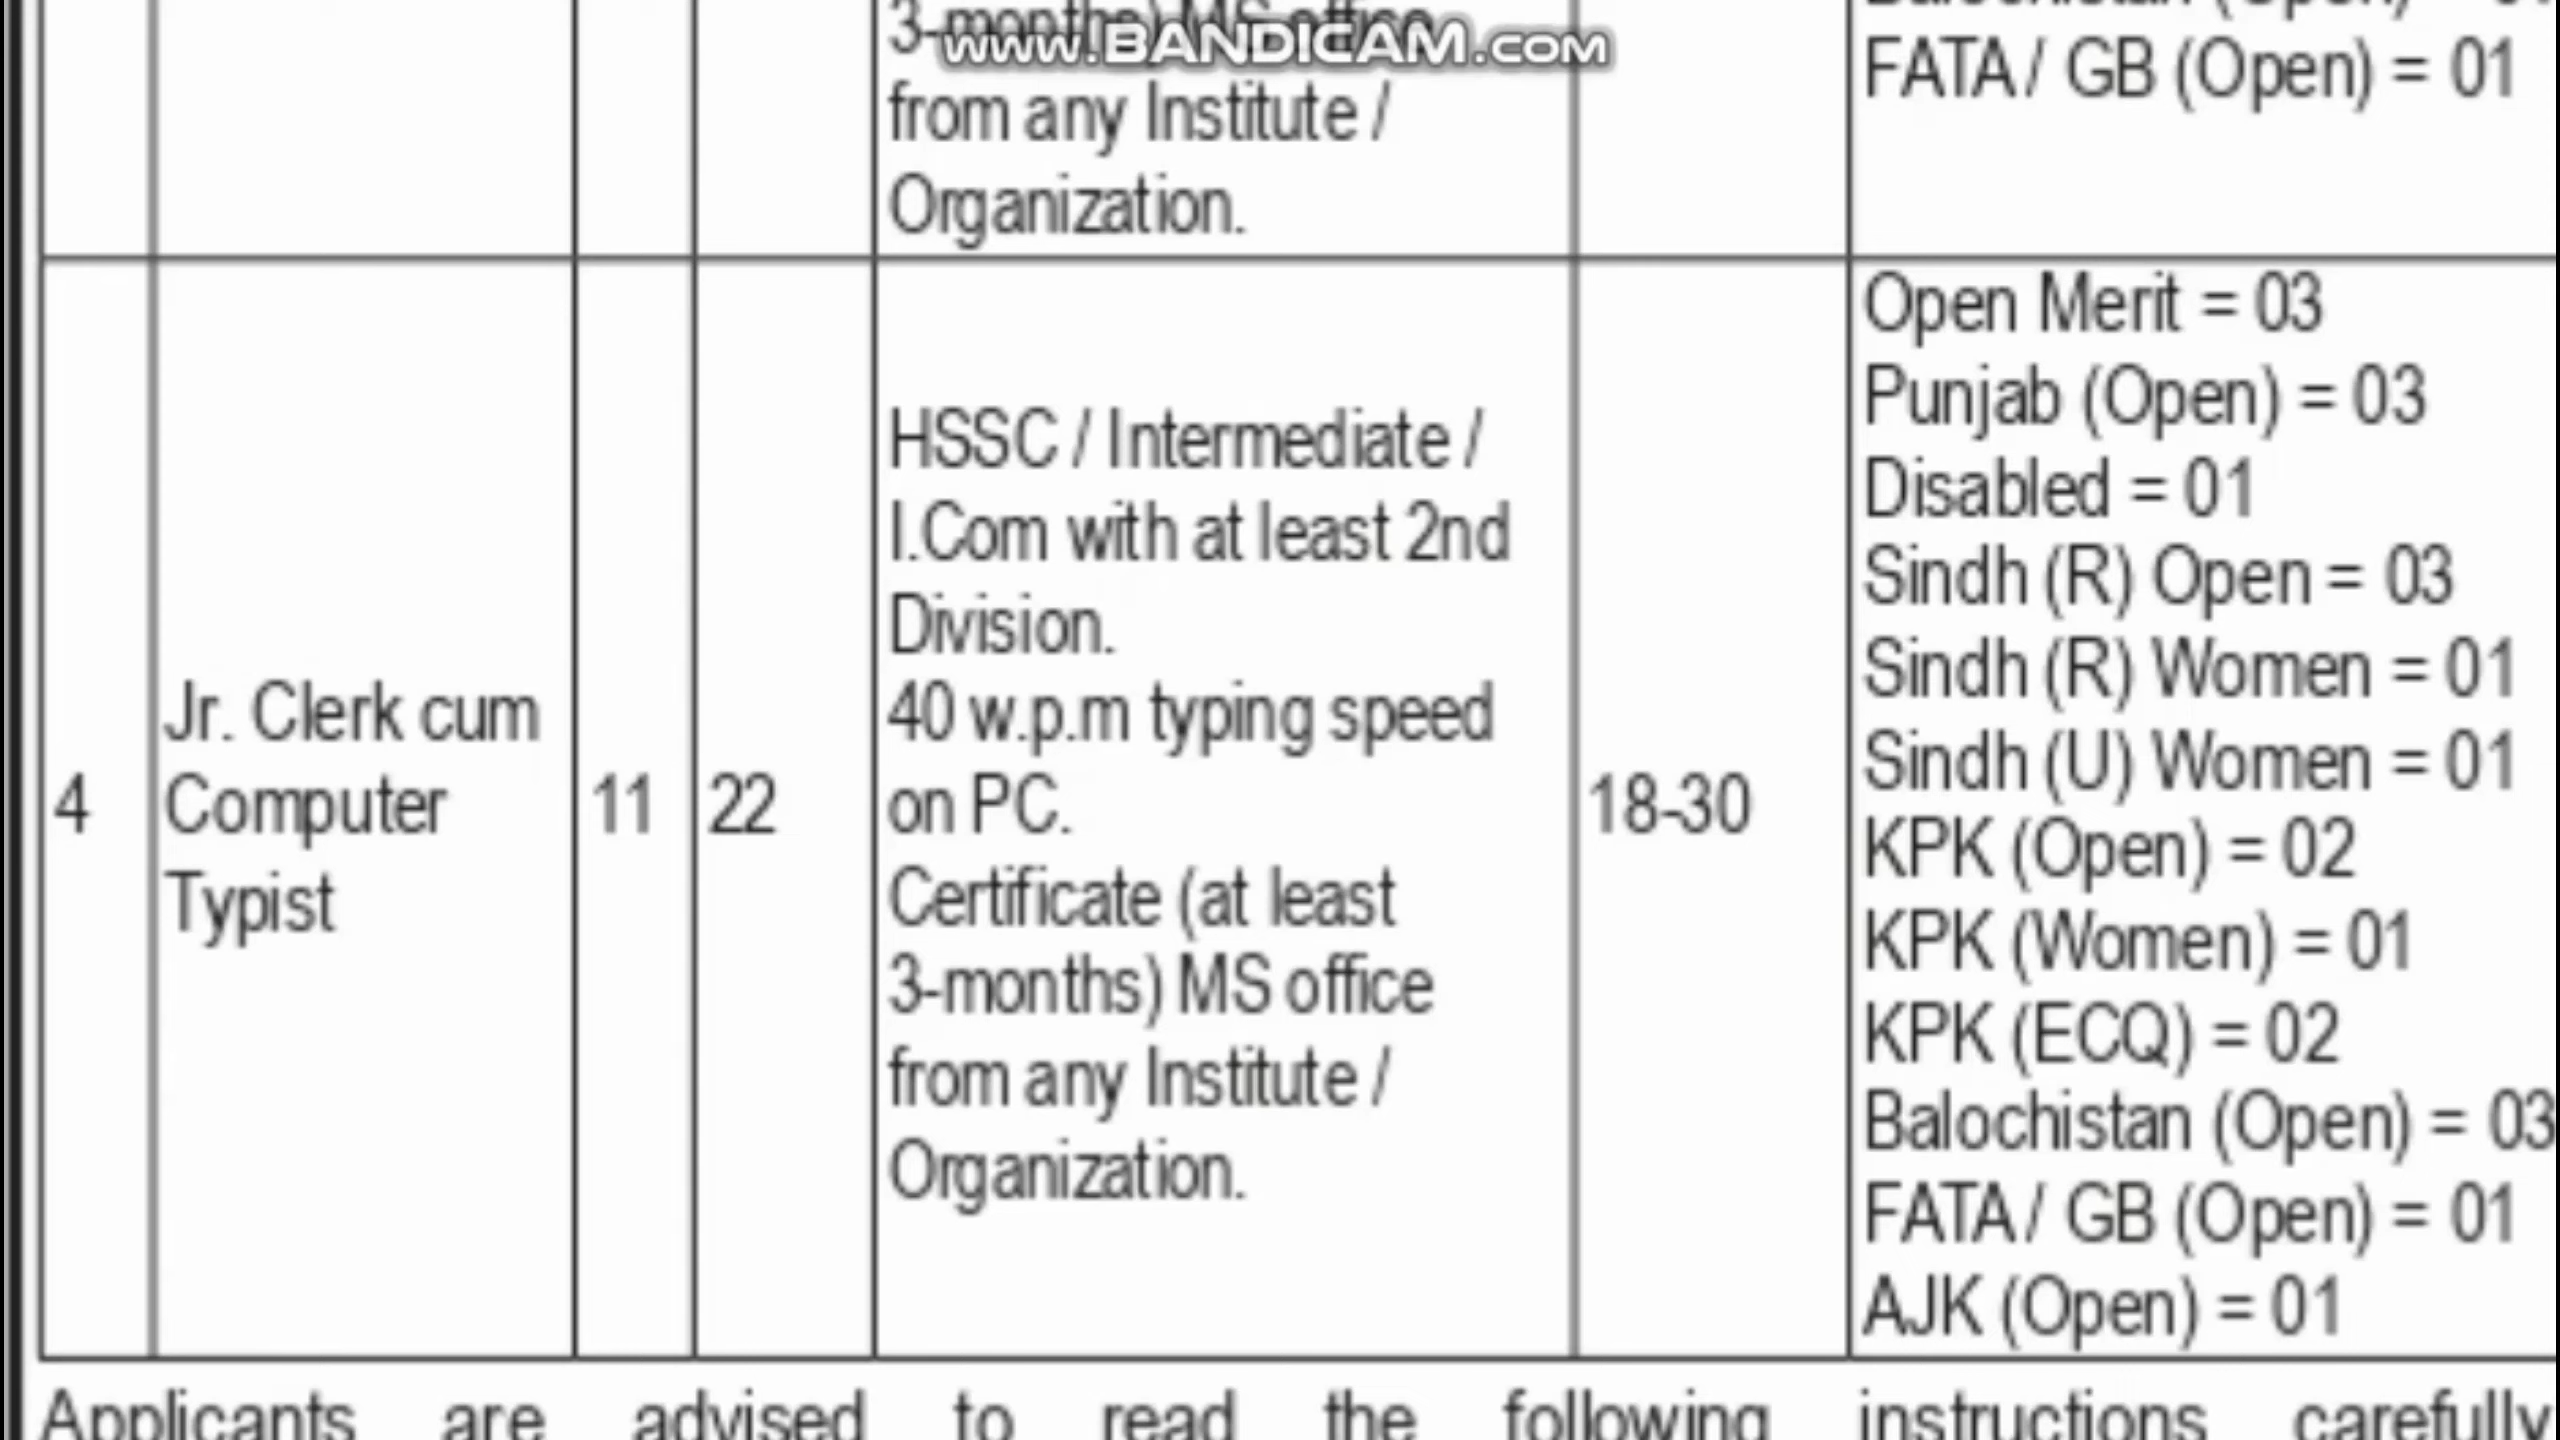 3-months) MS office
www.BANDICAM.com
from any Institute /
Organization.
FATA / GB (Open) = 01
4
Jr. Clerk cum
Computer
Typist
11
22
HSSC / Intermediate /
I.Com with at least 2nd
Division.
40 w.p.m typing speed
on PC.
Certificate (at least
3-months) MS office
from any Institute /
Organization.
18-30
Open Merit = 03
Punjab (Open) = 03
Disabled = 01
Sindh (R) Open = 03
Sindh (R) Women = 01
Sindh (U) Women = 01
KPK (Open) = 02
KPK (Women) = 01
KPK (ECQ) = 02
Balochistan (Open) = 03
FATA / GB (Open) = 01
AJK (Open) = 01
Applicants are advised to read the following instructions carefully